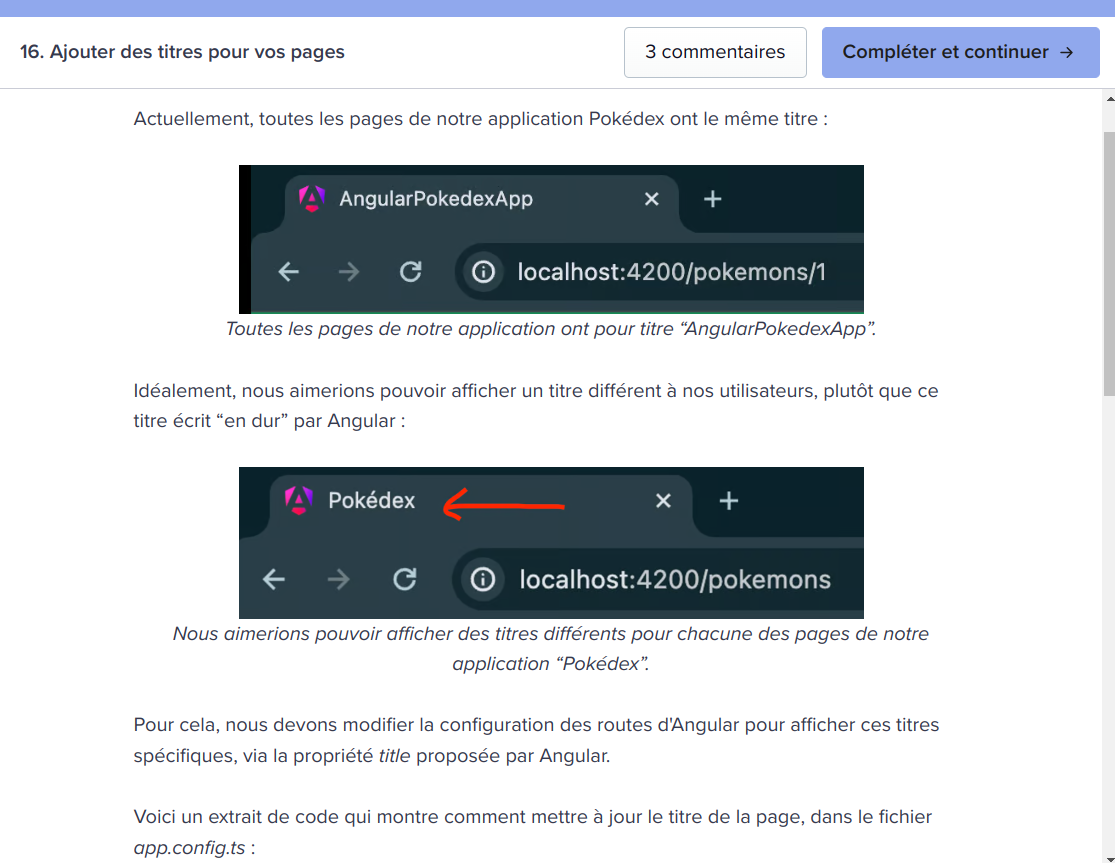 16. Ajouter des titres pour vos pages
3 commentaires
Compléter et continuer →
Actuellement, toutes les pages de notre application Pokédex ont le même titre :
AngularPokedexApp
localhost:4200/pokemons/1
Toutes les pages de notre application ont pour titre “AngularPokedexApp”.
Idéalement, nous aimerions pouvoir afficher un titre différent à nos utilisateurs, plutôt que ce
titre écrit “en dur” par Angular :
Pokédex
localhost:4200/pokemons
Nous aimerions pouvoir afficher des titres différents pour chacune des pages de notre
application “Pokédex”.
Pour cela, nous devons modifier la configuration des routes d'Angular pour afficher ces titres
spécifiques, via la propriété title proposée par Angular.
Voici un extrait de code qui montre comment mettre à jour le titre de la page, dans le fichier
app.config.ts :